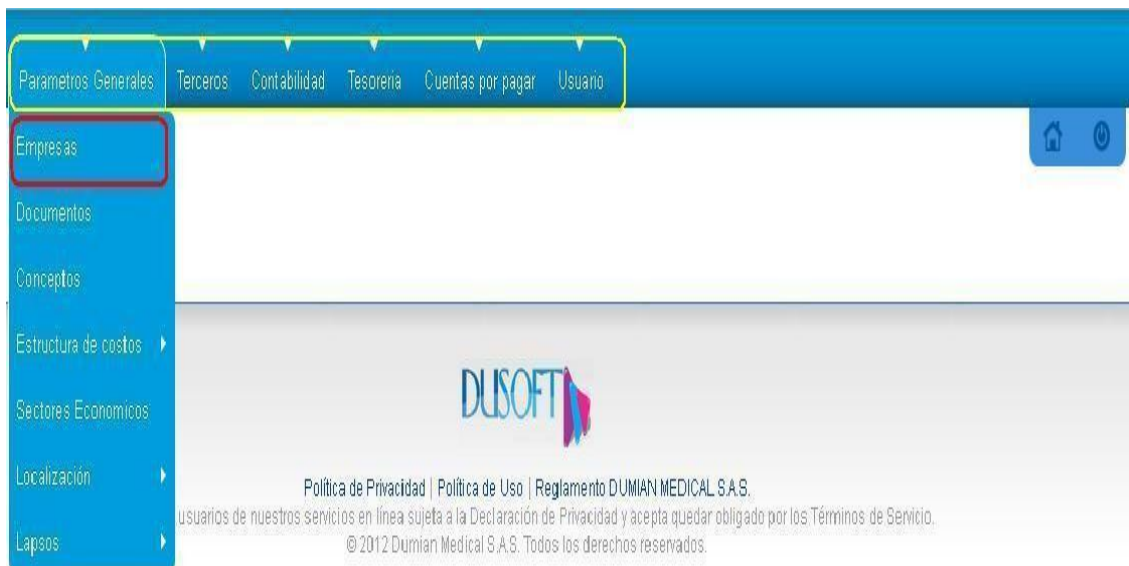 Parametros Generales Terceros Contabilidad Tesoreria Cuentas por pagar Usuario
Empresas
Documentos
Conceptos
Estructura de costos
Sectores Economicos
Localización
Lapsos
DUSOFT
Política de Privacidad | Política de Uso | Reglamento DUMIAN MEDICAL S.A.S.
usuarios de nuestros servicios en línea sujeta a la Declaración de Privacidad y acepta quedar obligado por los Términos de Servicio.
© 2012 Dumian Medical S.A.S. Todos los derechos reservados.